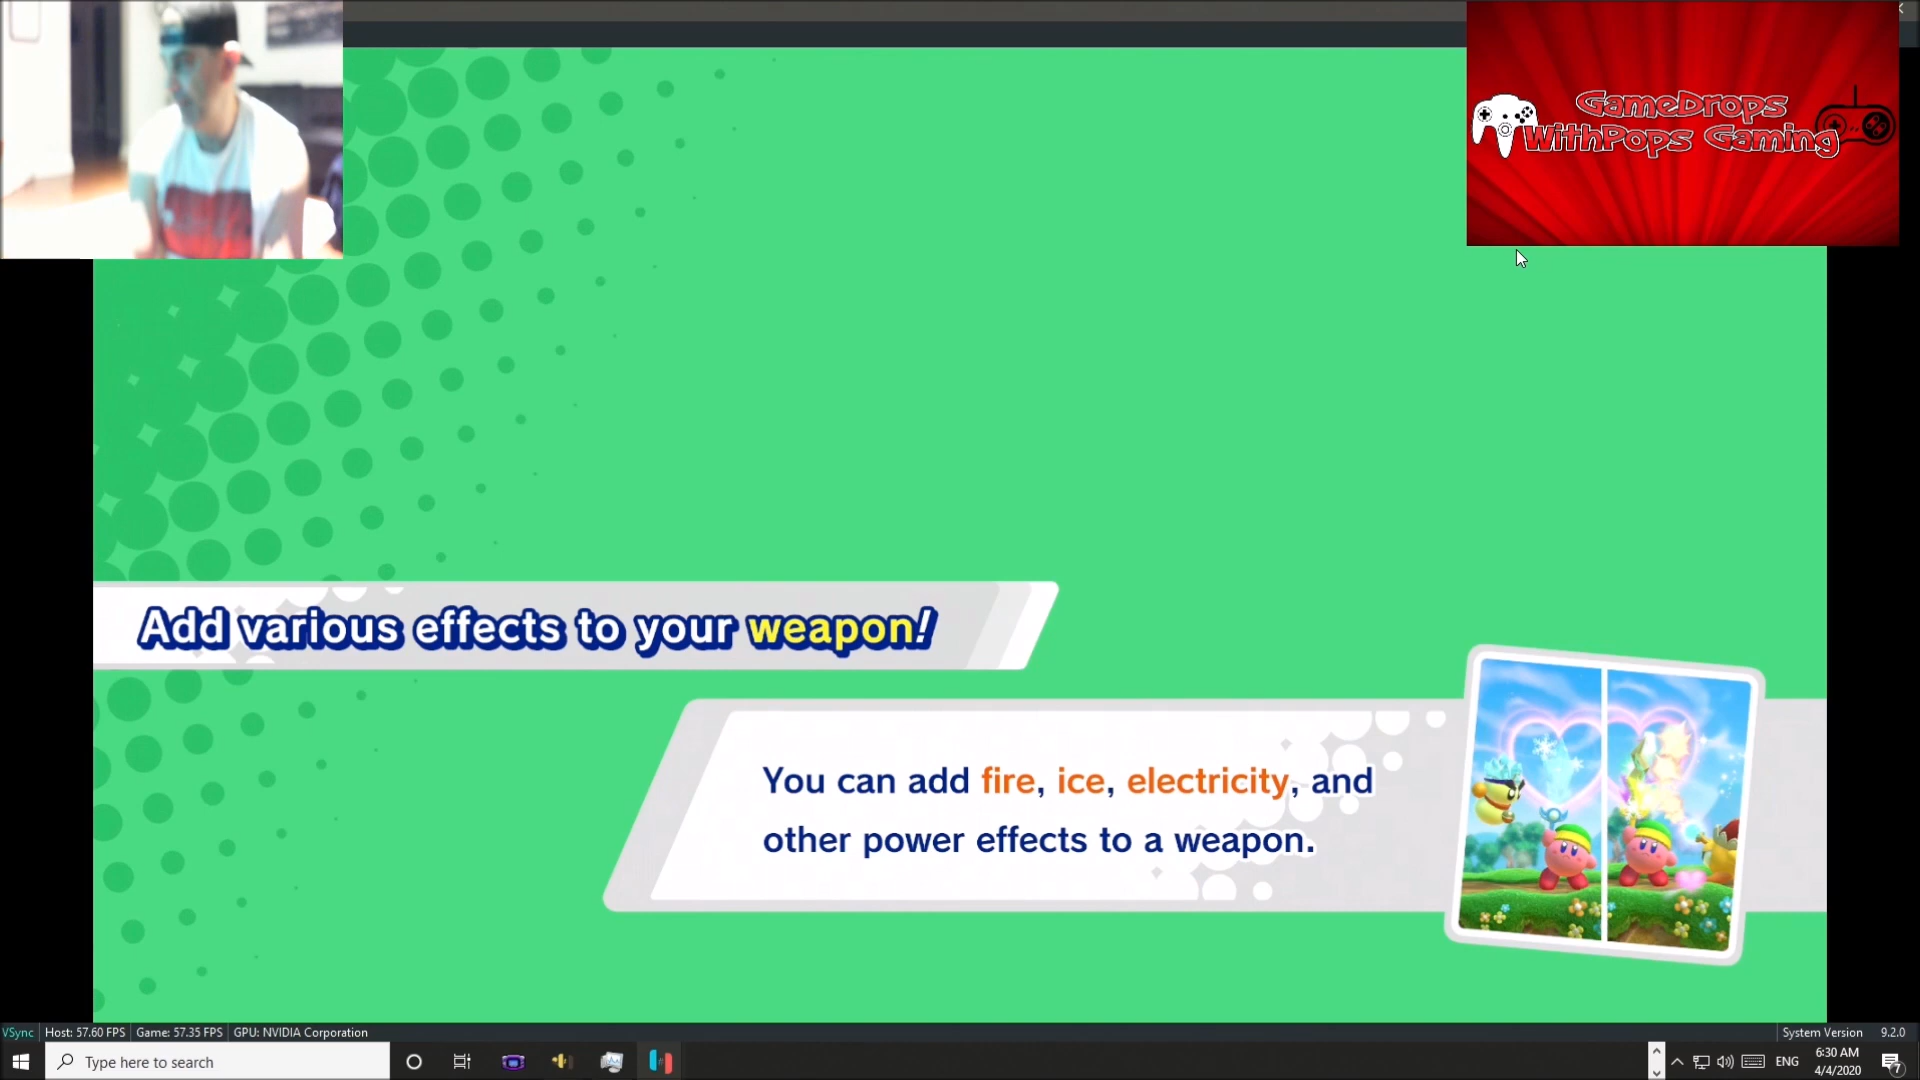 GameDrops
WithPops Gaming
Add various effects to your weapon!
You can add fire, ice, electricity, and
other power effects to a weapon.
VSync Host: 57.60 FPS Game: 57.35 FPS GPU: NVIDIA Corporation System Version 9.2.0
Type here to search
ENG
6:30 AM
4/4/2020
7